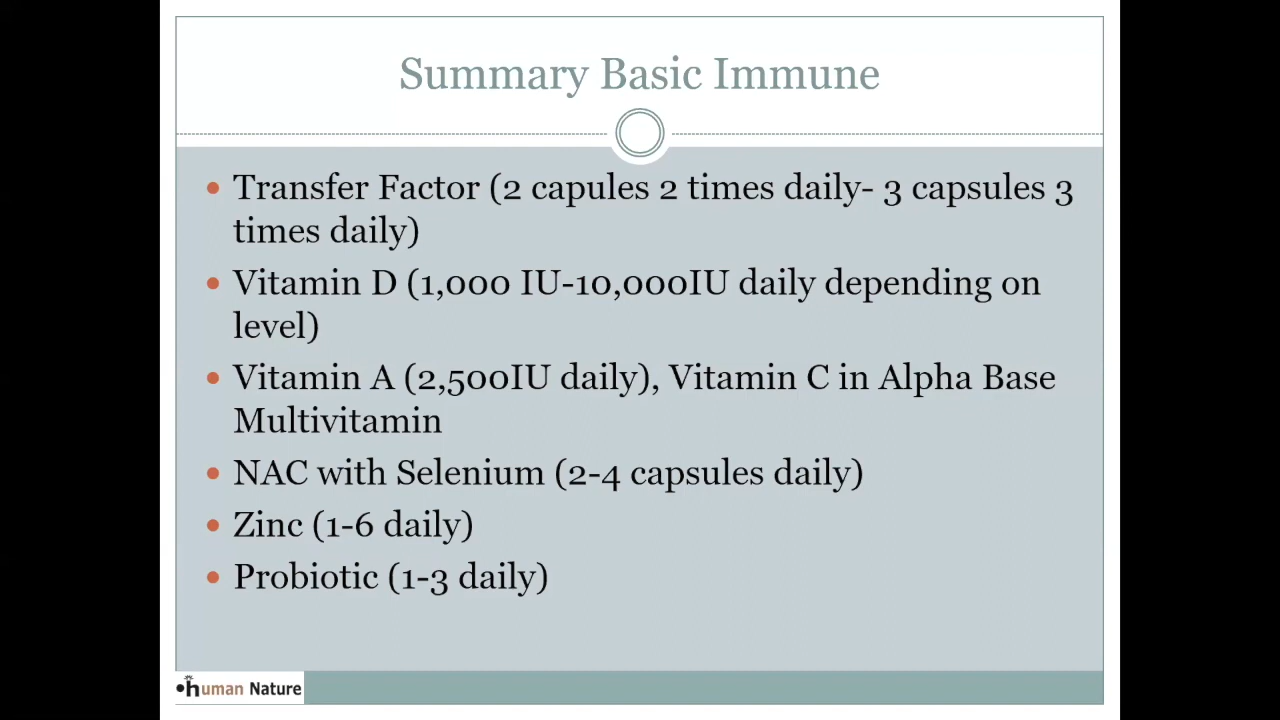 Summary Basic Immune
• Transfer Factor (2 capules 2 times daily- 3 capsules 3
times daily)
• Vitamin D (1,000 IU-10,000IU daily depending on
level)
• Vitamin A (2,500IU daily), Vitamin C in Alpha Base
Multivitamin
• NAC with Selenium (2-4 capsules daily)
• Zinc (1-6 daily)
• Probiotic (1-3 daily)
human Nature